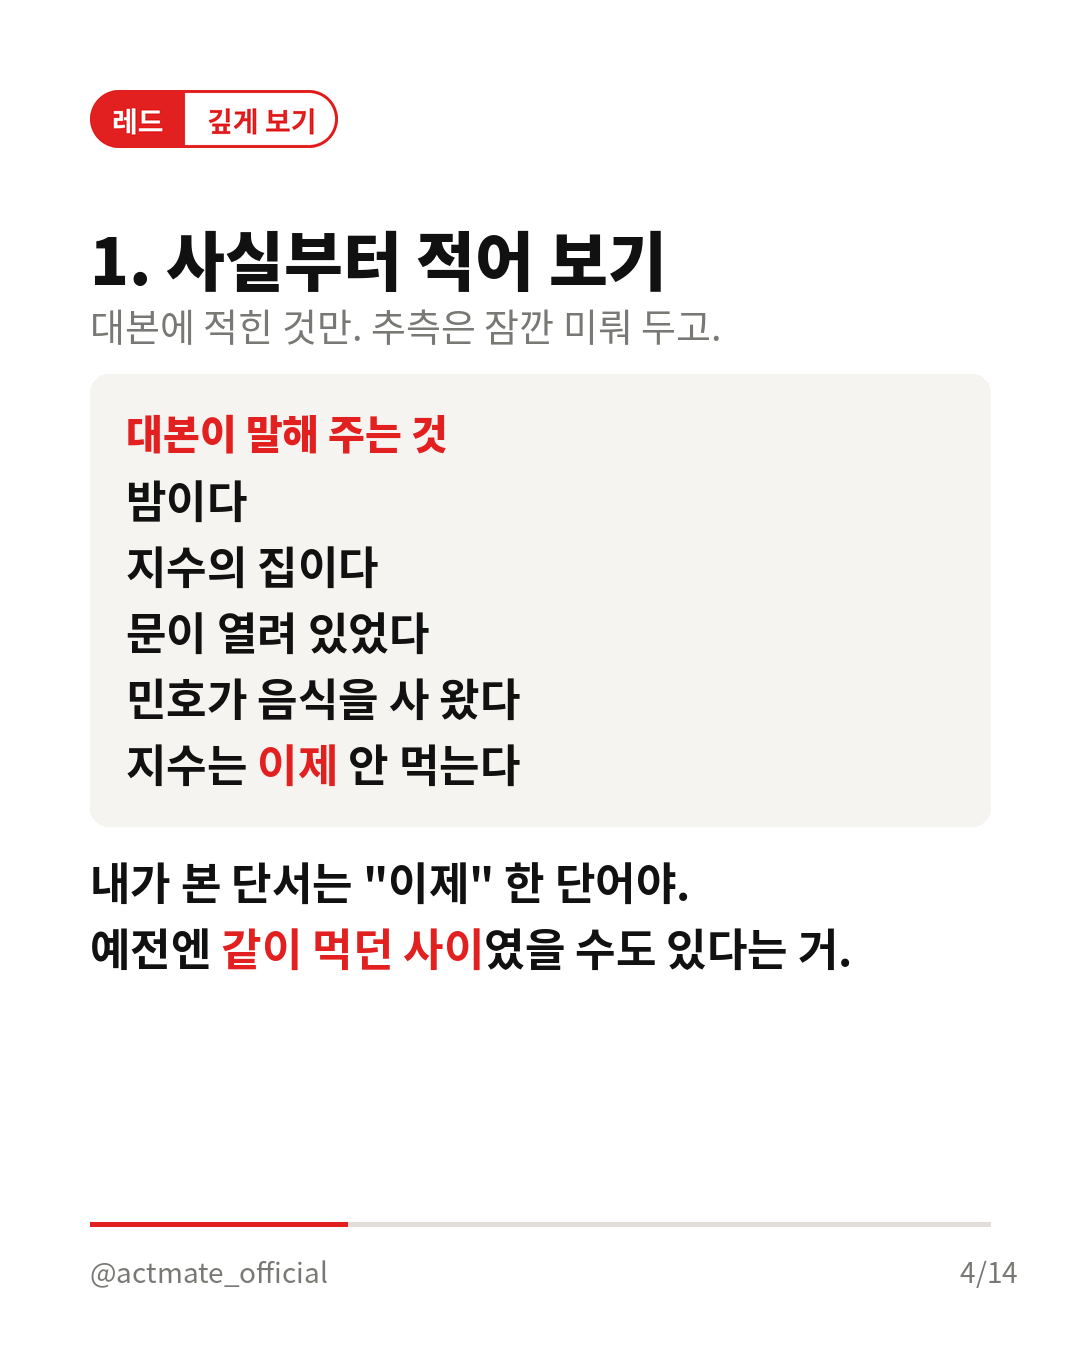 레드 깊게 보기
1. 사실부터 적어 보기
대본에 적힌 것만. 추측은 잠깐 미뤄 두고.
대본이 말해 주는 것
밤이다
지수의 집이다
문이 열려 있었다
민호가 음식을 사 왔다
지수는 이제 안 먹는다
내가 본 단서는 "이제" 한 단어야.
예전엔 같이 먹던 사이였을 수도 있다는 거.
@actmate_official 4/14